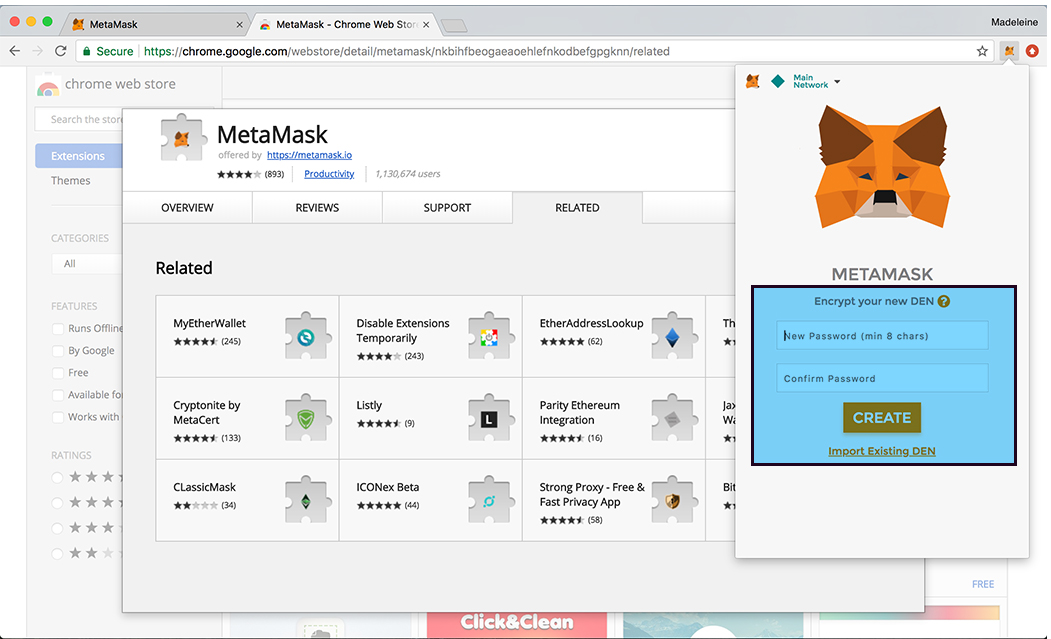 MetaMask
MetaMask - Chrome Web Stor
Madeleine
Secure
https://chrome.google.com/webstore/detail/metamask/nkbihfbeogaeaoehlefnkodbefgpgknn/related
chrome web store
Search the store
Extensions
Themes
CATEGORIES
All
FEATURES
Runs Offline
By Google
Free
Available fo
Works with
RATINGS
MetaMask
offered by https://metamask.io
(893)
Productivity
1,130,674 users
OVERVIEW
REVIEWS
SUPPORT
RELATED
Related
MyEtherWallet
(245)
Disable Extensions
Temporarily
(243)
EtherAddressLookup
(62)
Th
Cryptonite by
MetaCert
(133)
Listly
(9)
L
Parity Ethereum
Integration
(16)
Jax
Wa
CLassicMask
(34)
ICONex Beta
(44)
Strong Proxy - Free &
Fast Privacy App
(58)
Bit
Main
Network
METAMASK
Encrypt your new DEN ?
New Password (min 8 chars)
Confirm Password
CREATE
Import Existing DEN
FREE
Click&Clean